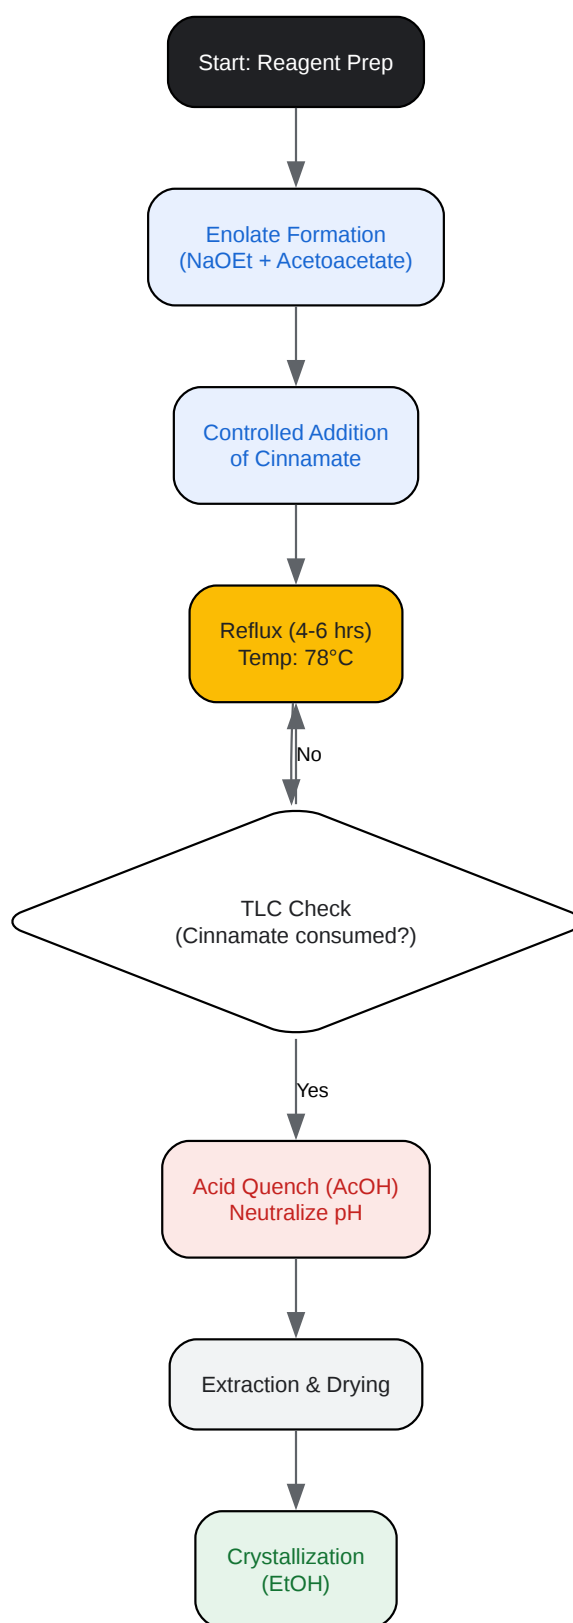 Start: Reagent Prep
Enolate Formation
(NaOEt + Acetoacetate)
Controlled Addition
of Cinnamate
Reflux (4-6 hrs)
Temp: 78°C
No
TLC Check
(Cinnamate consumed?)
Yes
Acid Quench (AcOH)
Neutralize pH
Extraction & Drying
Crystallization
(EtOH)